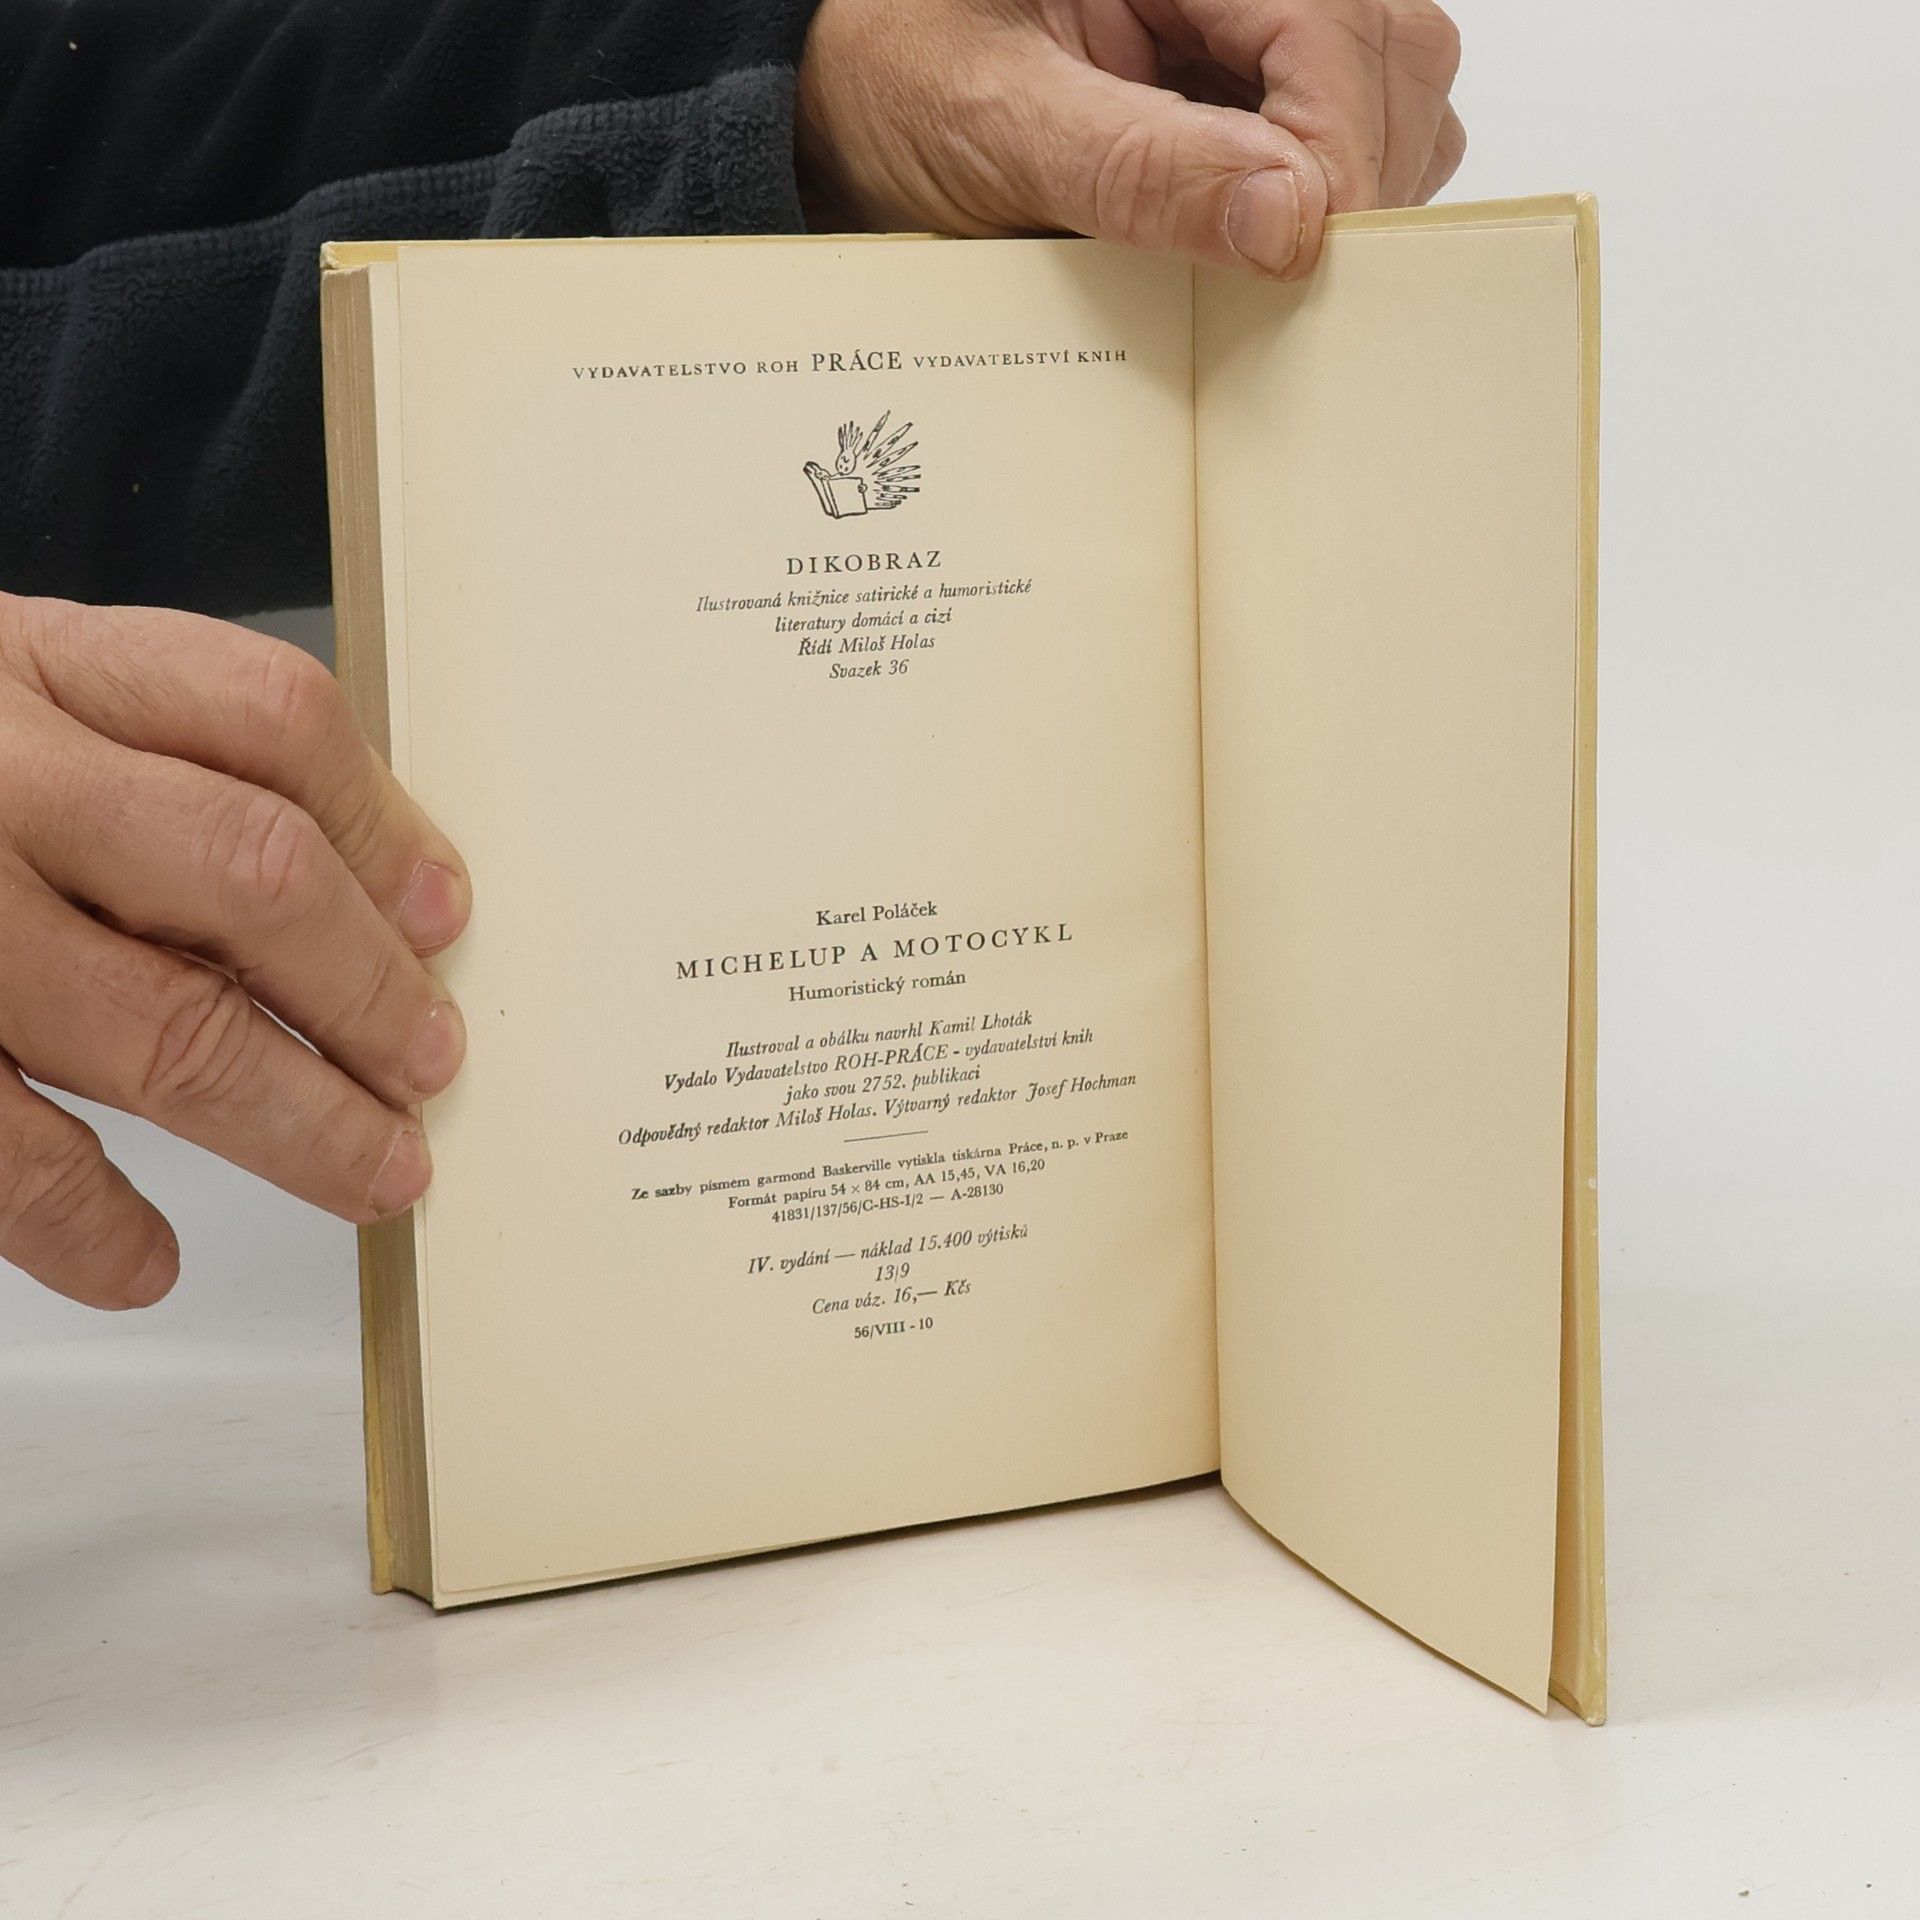 VYDAVATELSTVO ROH PRÁCE VYDAVATELSTVÍ KNIH
DIKOBRAZ
Ilustrovaná knižnice satirické a humoristické
literatury domácí a cizí
Řídí Miloš Holas
Svazek 36
Karel Poláček
MICHELUP A MOTOCYKL
Humoristický román
Ilustroval a obálku navrhl Kamil Lhoták
Vydalo Vydavatelstvo ROH-PRÁCE - vydavatelství knih
jako svou 2752. publikaci
Odpovědný redaktor Miloš Holas. Výtvarný redaktor Josef Hochman
Ze sazby písmem garmond Baskerville vytiskla tiskárna Práce, n. p. v Praze
Formát papíru 54 × 84 cm, AA 15,45, VA 16,20
41831/137/56/C-HS-1/2 — A-28130
IV. vydání — náklad 15.400 výtisků
13/9
Cena váz. 16,— Kčs
56/VIII - 10